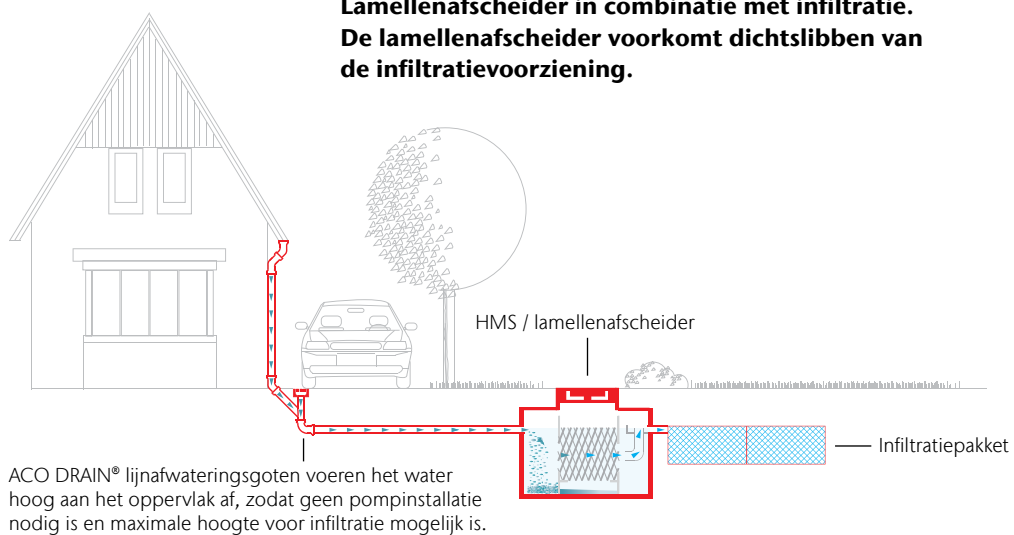 Lamellenafscheider in combinatie met infiltratie.
De lamellenafscheider voorkomt dichtslibben van
de infiltratievoorziening.
HMS / lamellenafscheider
Infiltratiepakket
ACO DRAIN® lijnafwateringsgoten voeren het water
hoog aan het oppervlak af, zodat geen pompinstallatie
nodig is en maximale hoogte voor infiltratie mogelijk is.